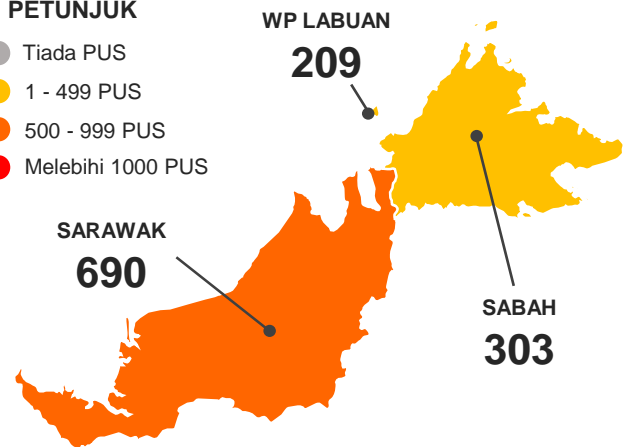 PETUNJUK
Tiada PUS
1 - 499 PUS
500 - 999 PUS
Melebihi 1000 PUS
WP LABUAN
209
SARAWAK
690
SABAH
303